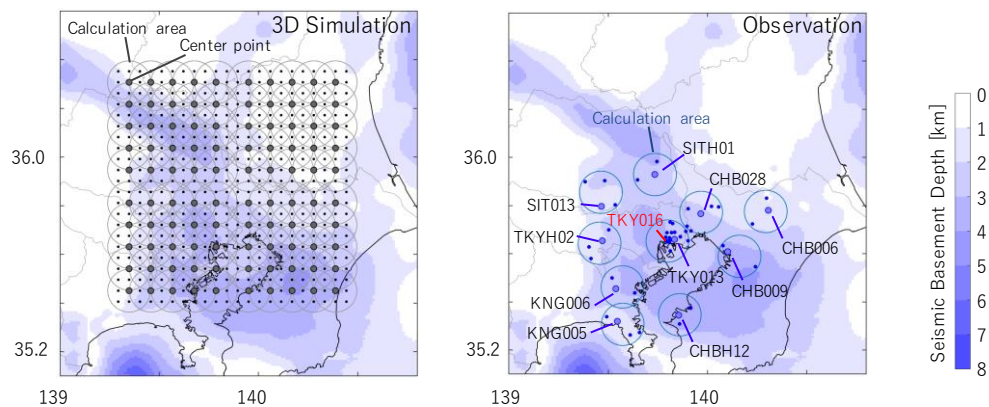 3D Simulation
Calculation area
Center point
36.0
35.2
139
140
Observation
Calculation area
SITH01
CHB028
SIT013
TKY016
TKYH02
CHB006
TKY013
CHB009
KNG006
KNG005
CHBH12
36.0
35.2
139
140
Seismic Basement Depth [km]
0
1
2
3
4
5
6
7
8